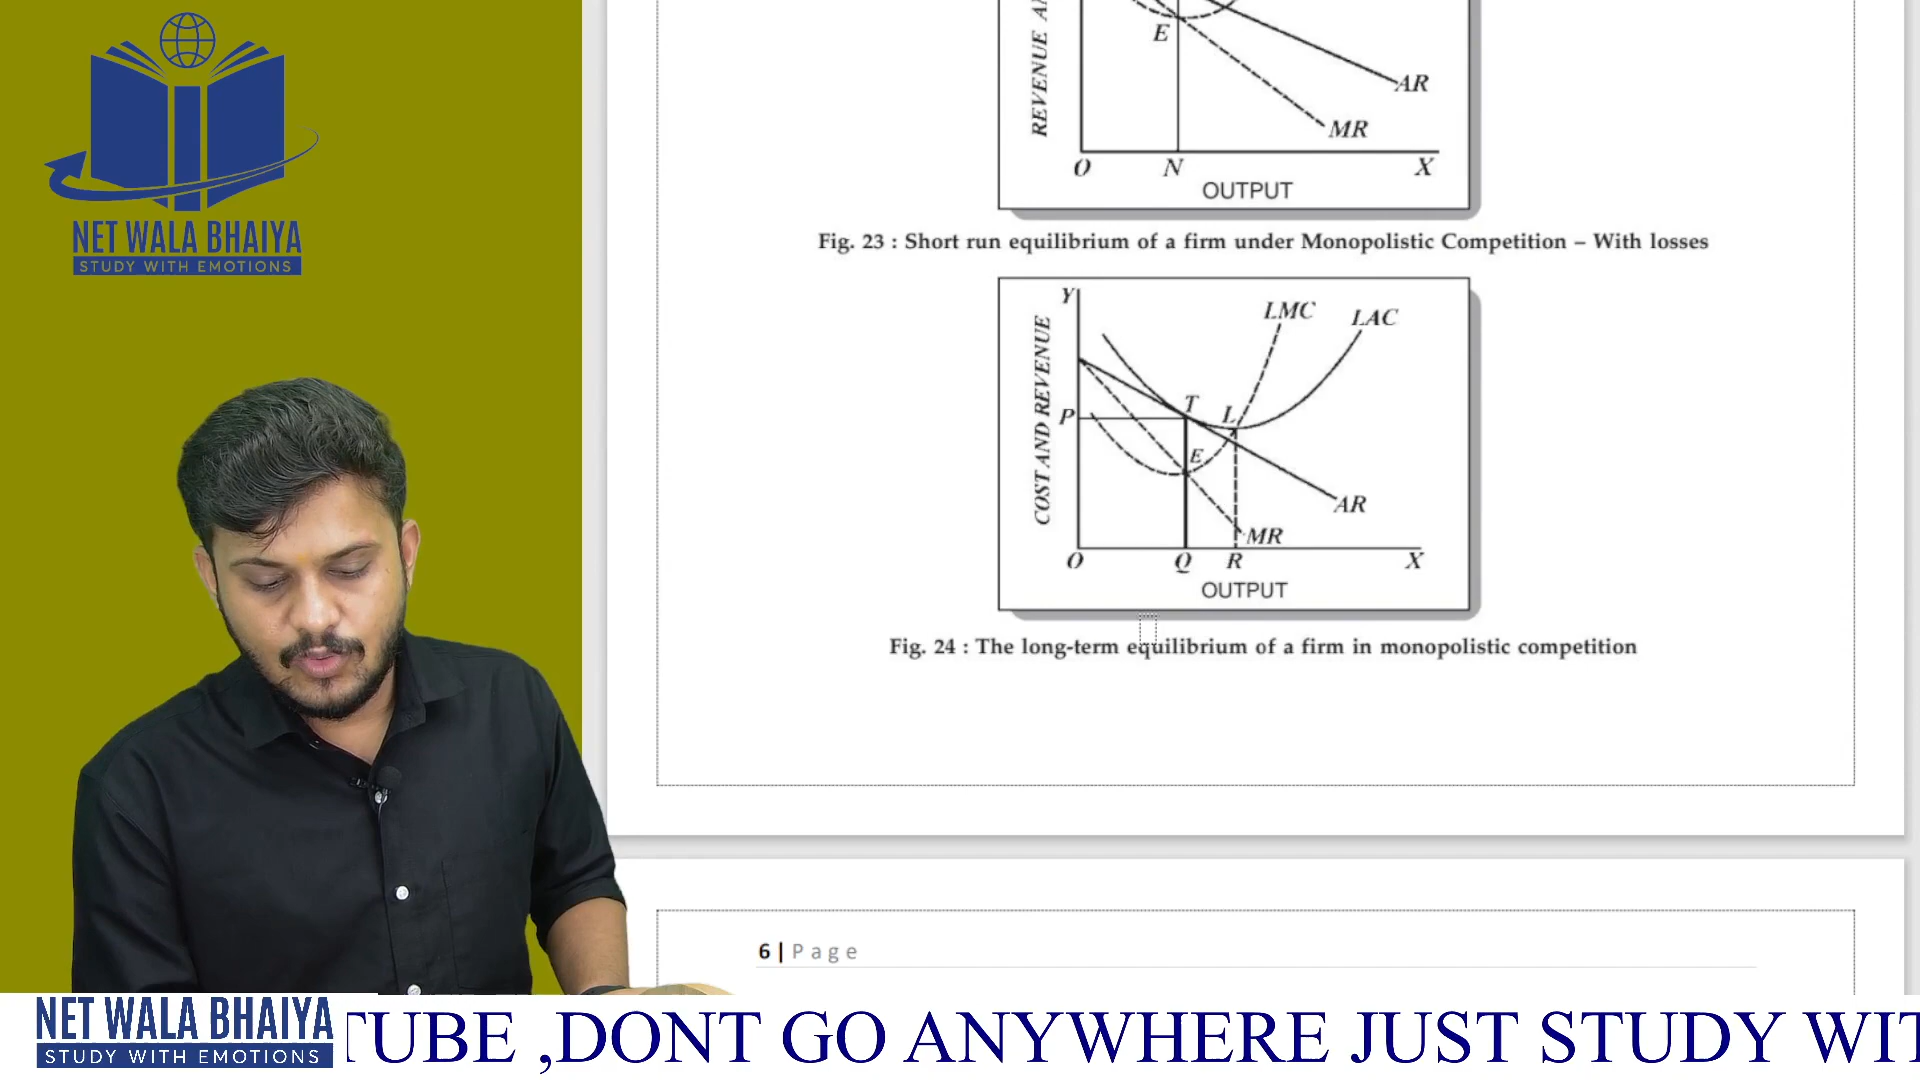 NET WALA BHAIYA
STUDY WITH EMOTIONS
REVENUE
E
AR
MR
O
N
X
OUTPUT
Fig. 23 : Short run equilibrium of a firm under Monopolistic Competition – With losses
Y
LMC
LAC
COST AND REVENUE
P
T
L
E
AR
MR
O
Q
R
X
OUTPUT
Fig. 24 : The long-term equilibrium of a firm in monopolistic competition
6 | Page
NET WALA BHAIYA
STUDY WITH EMOTIONS
TUBE ,DONT GO ANYWHERE JUST STUDY WIT